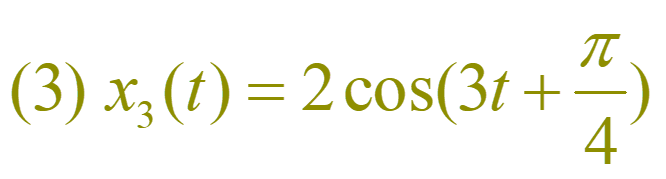 (3) x₃(t) = 2cos(3t + π/4)